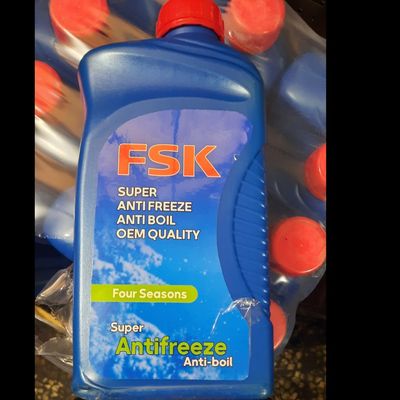 FSK
SUPER
ANTI FREEZE
ANTI BOIL
OEM QUALITY
Four Seasons
Super
Antifreeze
Anti-boil